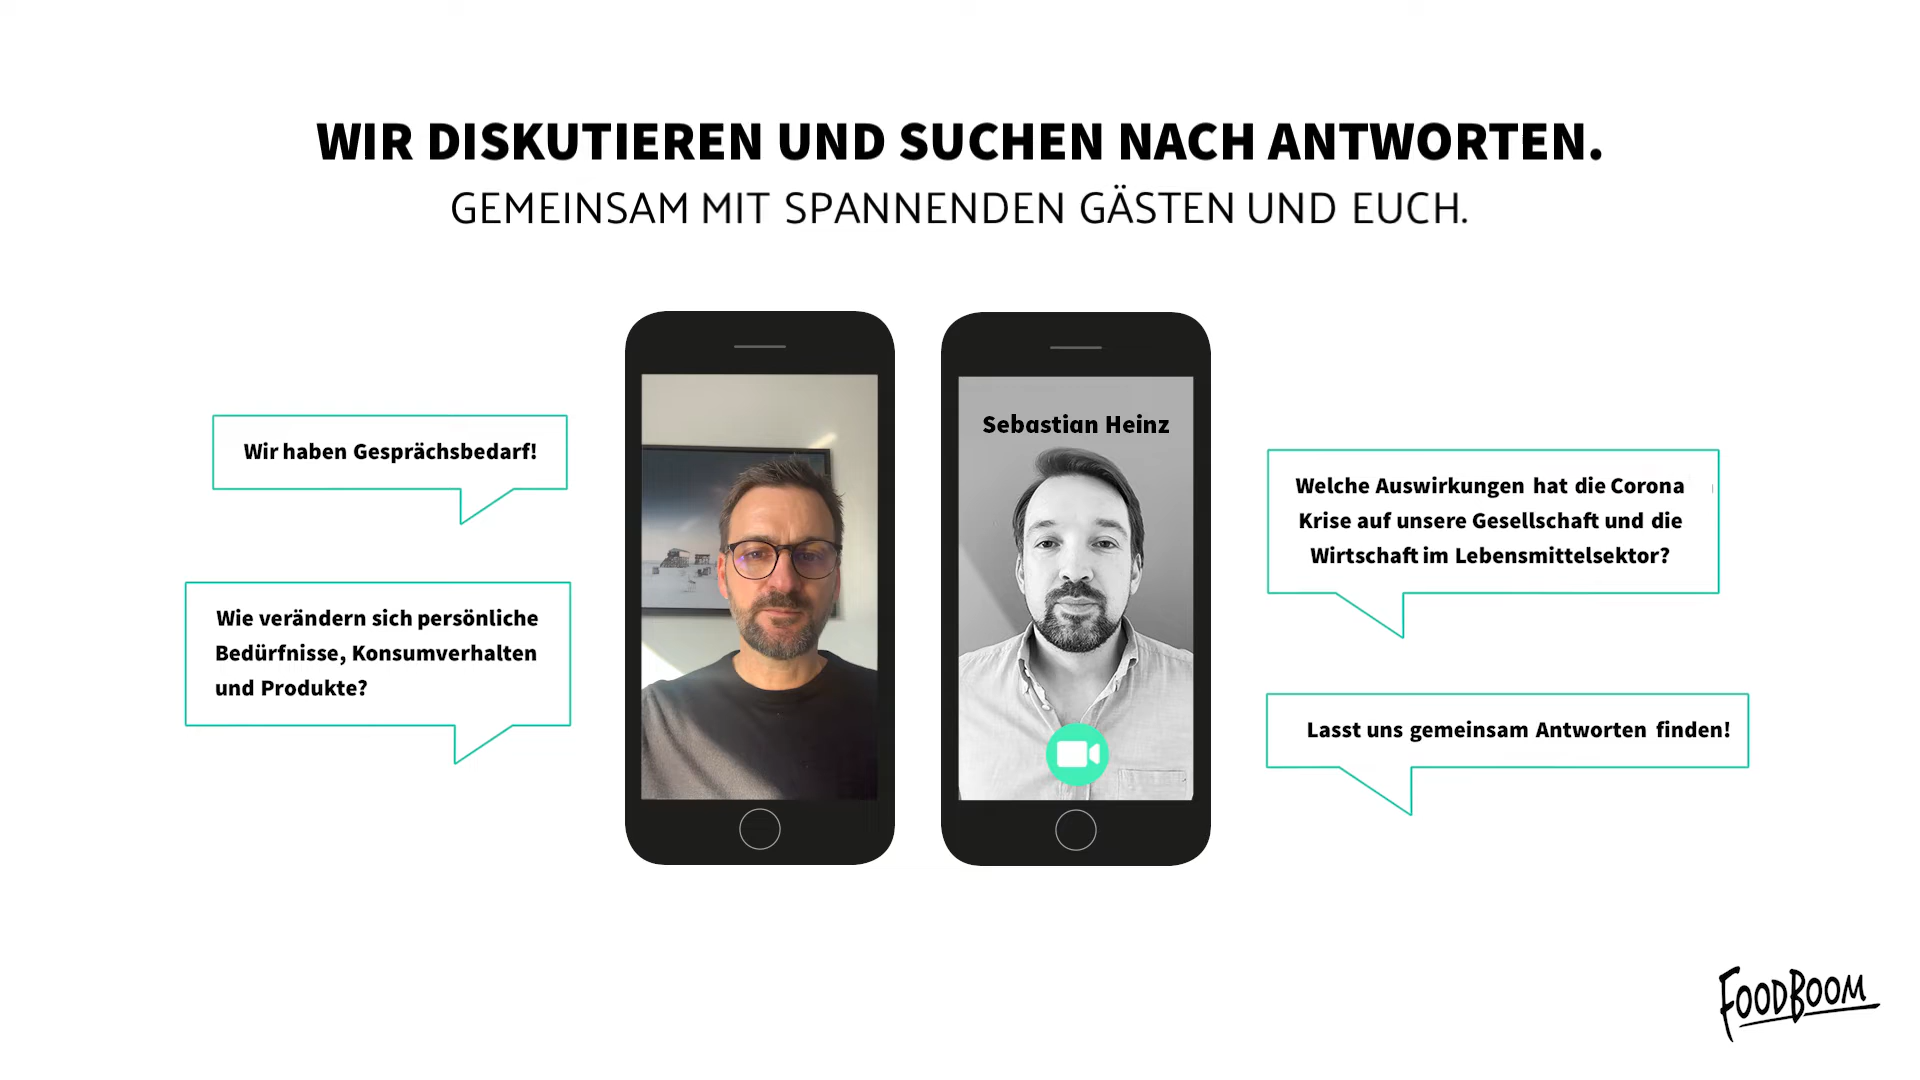 WIR DISKUTIEREN UND SUCHEN NACH ANTWORTEN.
GEMEINSAM MIT SPANNENDEN GÄSTEN UND EUCH.
Wir haben Gesprächsbedarf!
Wie verändern sich persönliche
Bedürfnisse, Konsumverhalten
und Produkte?
Sebastian Heinz
Welche Auswirkungen hat die Corona
Krise auf unsere Gesellschaft und die
Wirtschaft im Lebensmittelsektor?
Lasst uns gemeinsam Antworten finden!
FOODBOOM